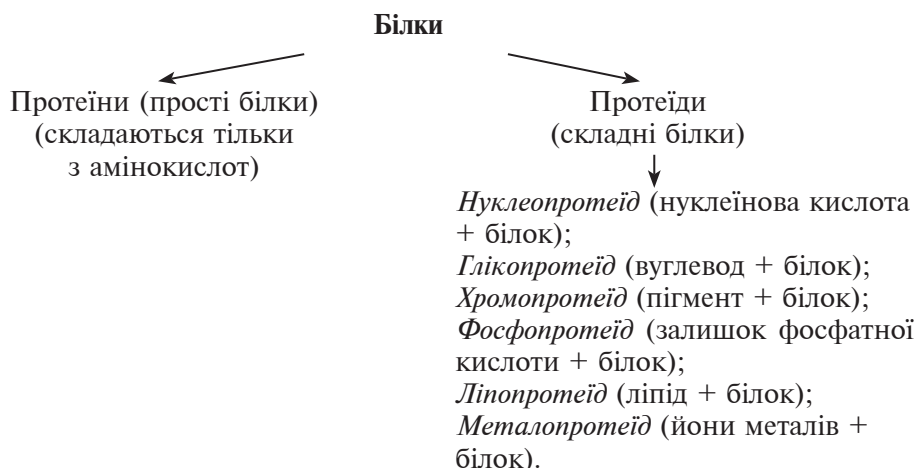 Білки
Протеїни (прості білки)
(складаються тільки
з амінокислот)
Протеїди
(складні білки)
Нуклеопротеїд (нуклеїнова кислота
+ білок);
Глікопротеїд (вуглевод + білок);
Хромопротеїд (пігмент + білок);
Фосфопротеїд (залишок фосфатної
кислоти + білок);
Ліпопротеїд (ліпід + білок);
Металопротеїд (йони металів +
білок).